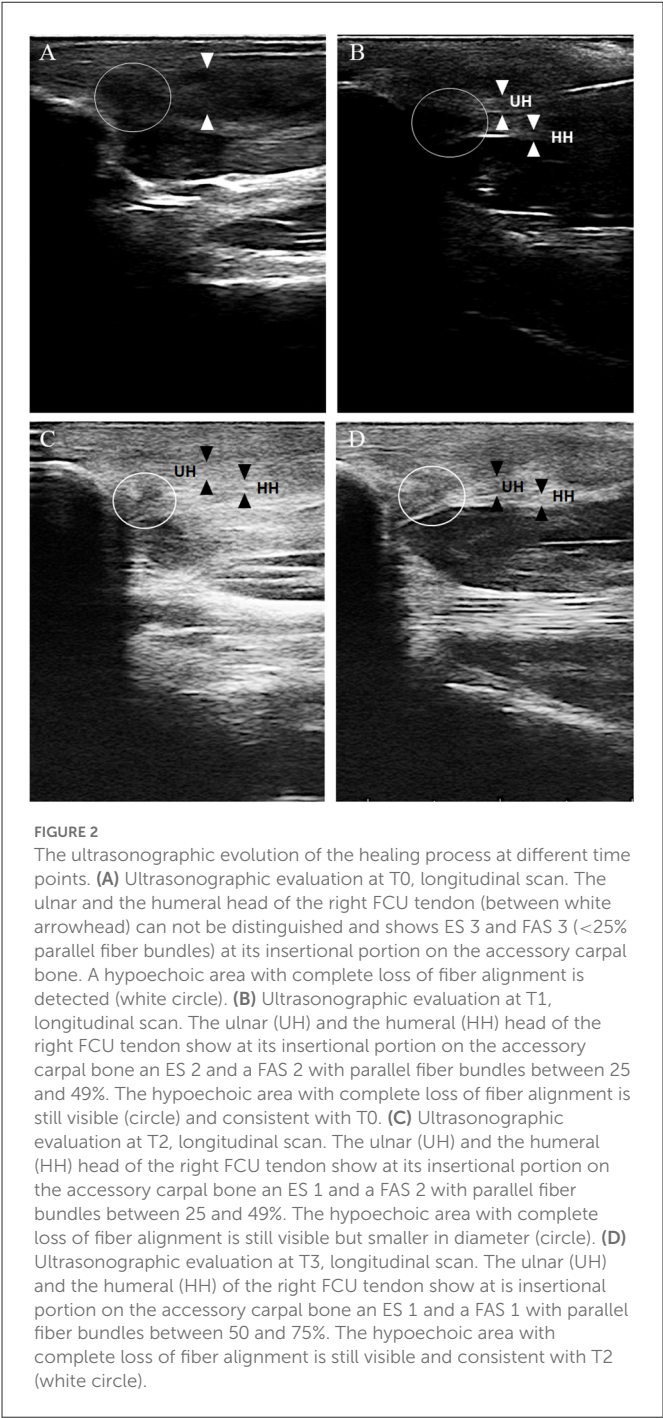 A
B
UH
HH
C
UH
HH
D
UH
HH
FIGURE 2
The ultrasonographic evolution of the healing process at different time
points. (A) Ultrasonographic evaluation at T0, longitudinal scan. The
ulnar and the humeral head of the right FCU tendon (between white
arrowhead) can not be distinguished and shows ES 3 and FAS 3 (<25%
parallel fiber bundles) at its insertional portion on the accessory carpal
bone. A hypoechoic area with complete loss of fiber alignment is
detected (white circle). (B) Ultrasonographic evaluation at T1,
longitudinal scan. The ulnar (UH) and the humeral (HH) head of the
right FCU tendon show at its insertional portion on the accessory
carpal bone an ES 2 and a FAS 2 with parallel fiber bundles between 25
and 49%. The hypoechoic area with complete loss of fiber alignment is
still visible (circle) and consistent with T0. (C) Ultrasonographic
evaluation at T2, longitudinal scan. The ulnar (UH) and the humeral
(HH) head of the right FCU tendon show at its insertional portion on
the accessory carpal bone an ES 1 and a FAS 2 with parallel fiber
bundles between 25 and 49%. The hypoechoic area with complete
loss of fiber alignment is still visible but smaller in diameter (circle). (D)
Ultrasonographic evaluation at T3, longitudinal scan. The ulnar (UH)
and the humeral (HH) of the right FCU tendon show at is insertional
portion on the accessory carpal bone an ES 1 and a FAS 1 with parallel
fiber bundles between 50 and 75%. The hypoechoic area with
complete loss of fiber alignment is still visible and consistent with T2
(white circle).